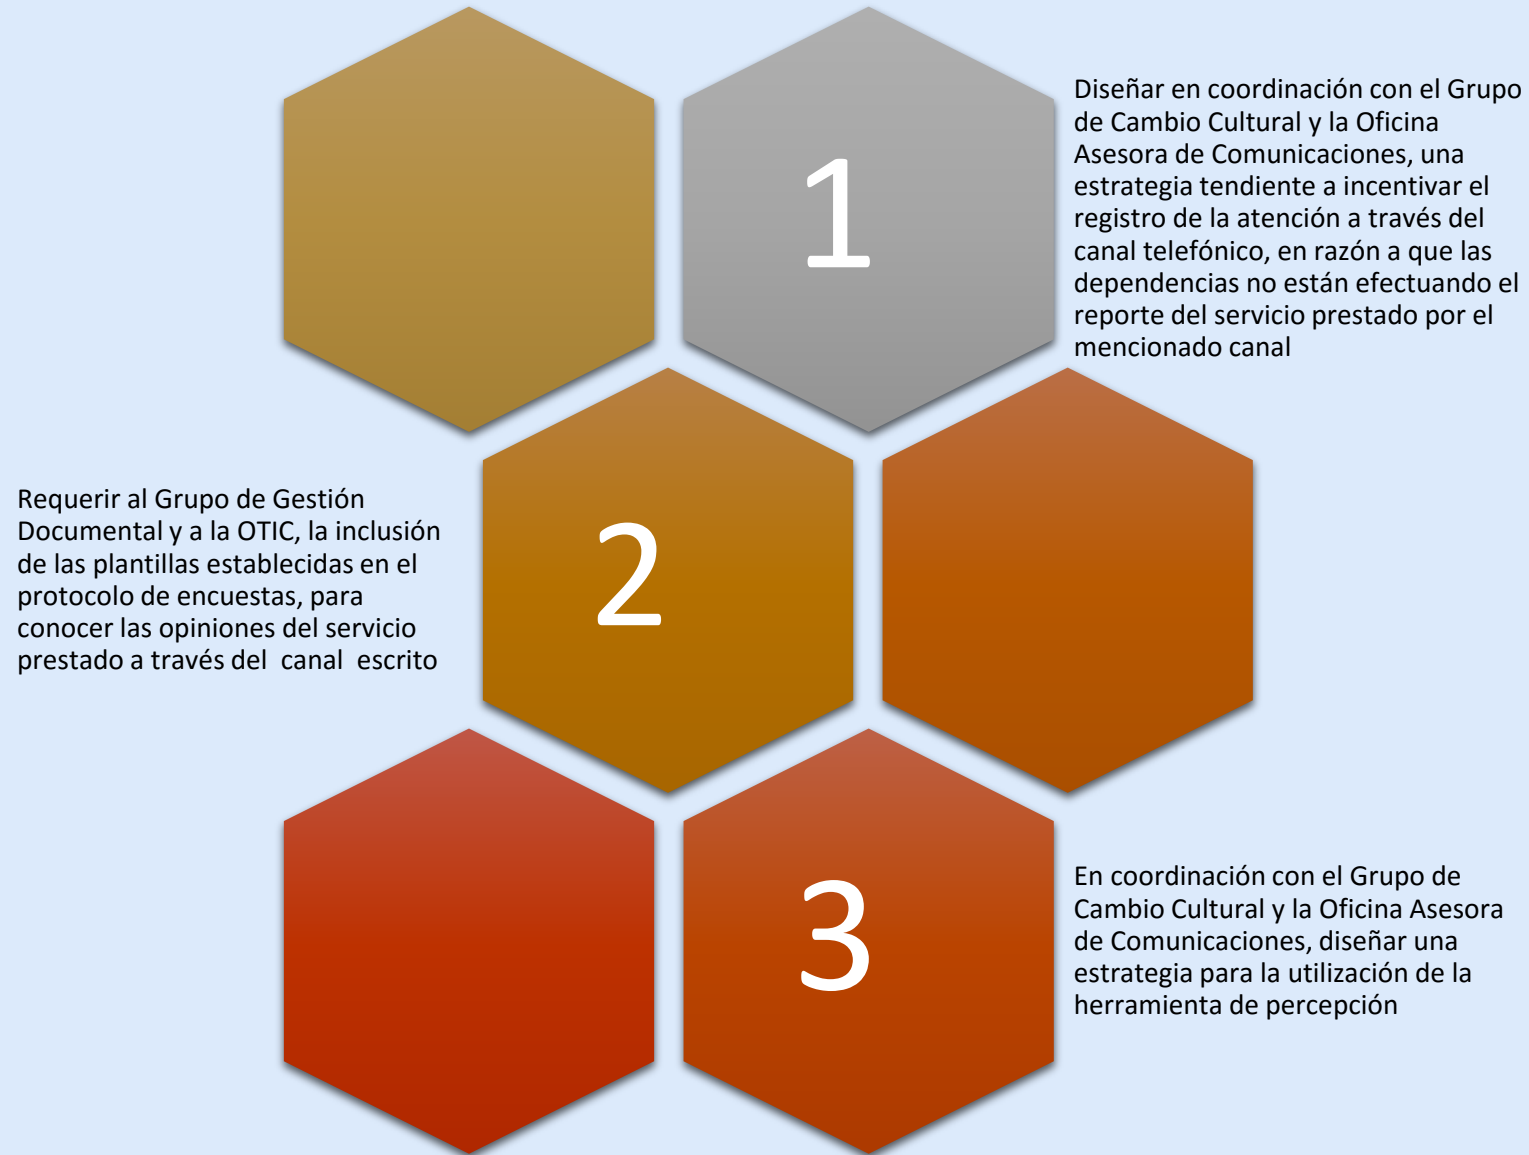 1
Diseñar en coordinación con el Grupo
de Cambio Cultural y la Oficina
Asesora de Comunicaciones, una
estrategia tendiente a incentivar el
registro de la atención a través del
canal telefónico, en razón a que las
dependencias no están efectuando el
reporte del servicio prestado por el
mencionado canal
2
Requerir al Grupo de Gestión
Documental y a la OTIC, la inclusión
de las plantillas establecidas en el
protocolo de encuestas, para
conocer las opiniones del servicio
prestado a través del  canal  escrito
3
En coordinación con el Grupo de
Cambio Cultural y la Oficina Asesora
de Comunicaciones, diseñar una
estrategia para la utilización de la
herramienta de percepción